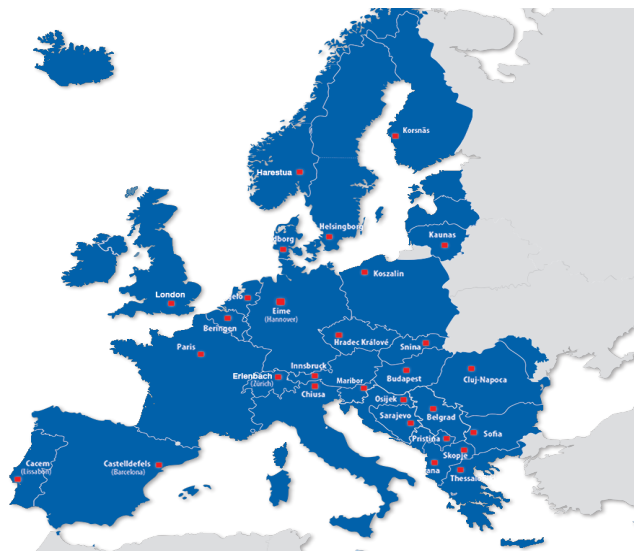 Korsnäs
Harestua
Helsingborg
Kaunas
Koszalin
London
Eime
(Hannover)
Beringen
Hradec Králové
Snina
Paris
Innsbruck
Erlenbach
(Zürich)
Chiusa
Maribor
Budapest
Cluj-Napoca
Osijek
Belgrad
Sarajevo
Sofia
Pristina
Skopje
Cacem
(Lissabon)
Castelldefels
(Barcelona)